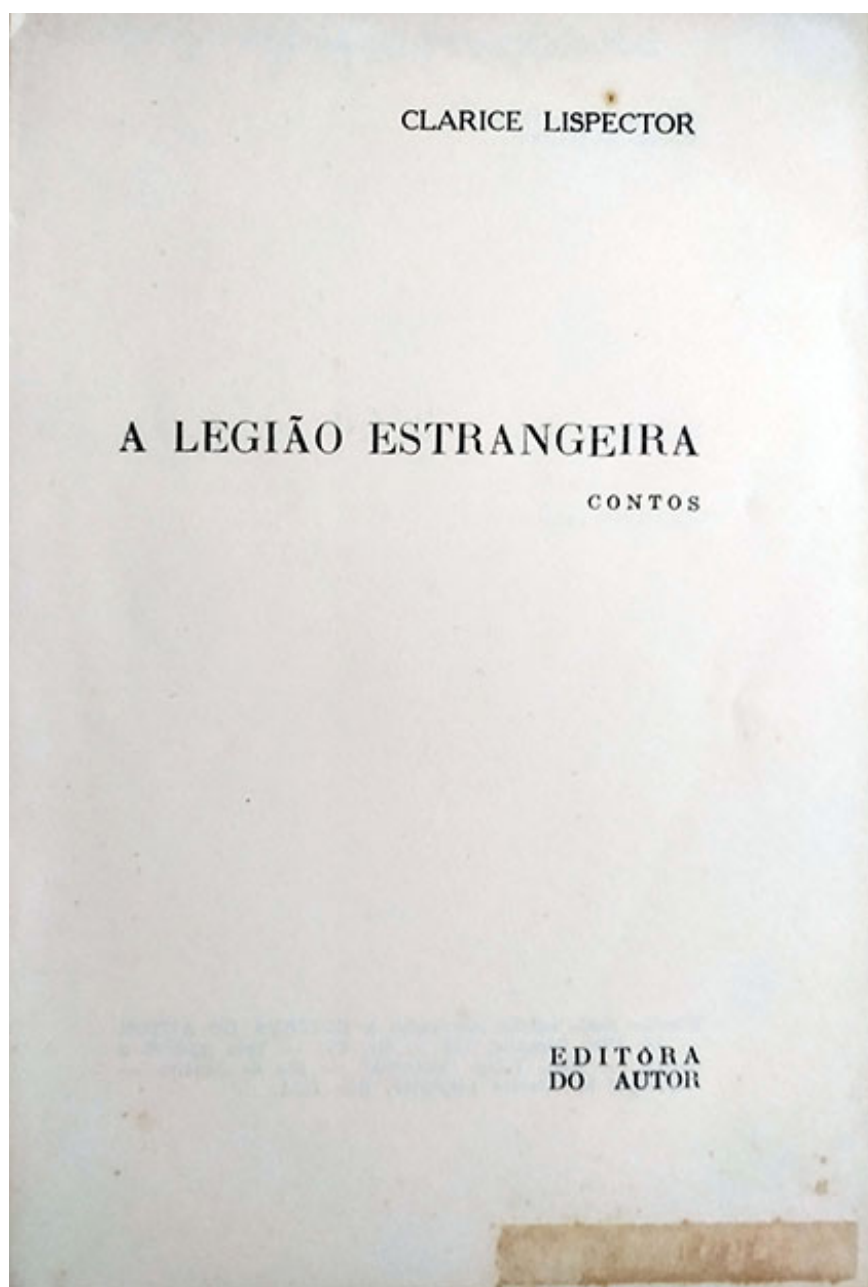 CLARICE LISPECTOR
A LEGIÃO ESTRANGEIRA
CONTOS
EDITÔRA
DO AUTOR